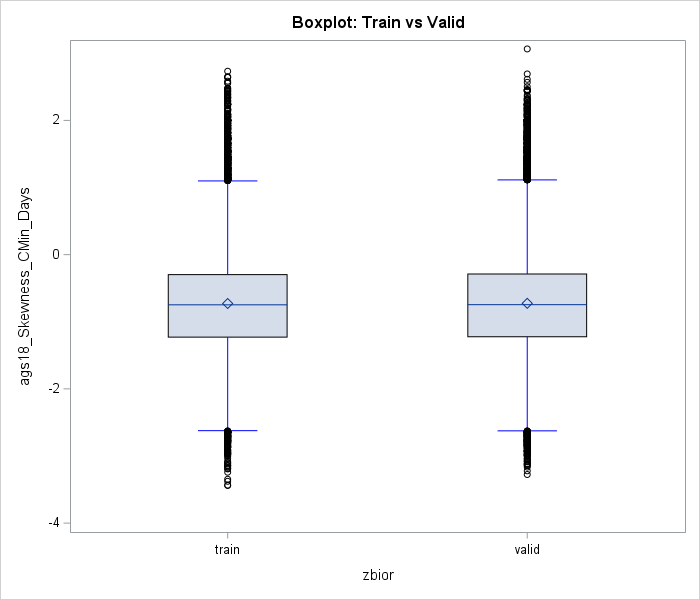 Boxplot: Train vs Valid
ags18_Skewness_CMin_Days
2
0
-2
-4
train
valid
zbior